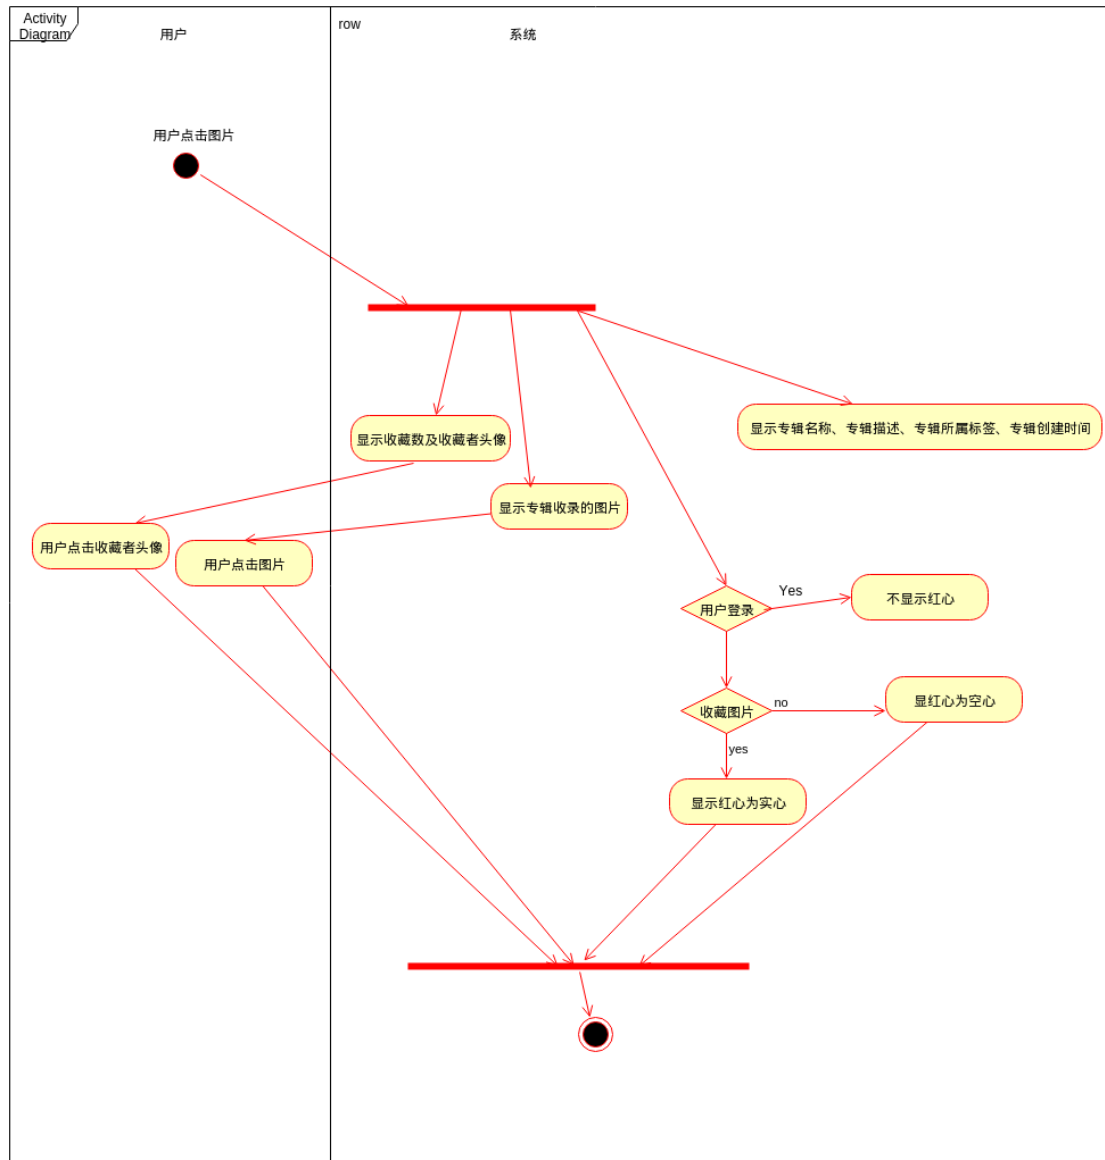 Activity
Diagram
用户
row
系统
用户点击图片
显示收藏数及收藏者头像
显示专辑名称、专辑描述、专辑所属标签、专辑创建时间
显示专辑收录的图片
用户点击收藏者头像
用户点击图片
用户登录
Yes
不显示红心
收藏图片
no
显红心为空心
yes
显示红心为实心